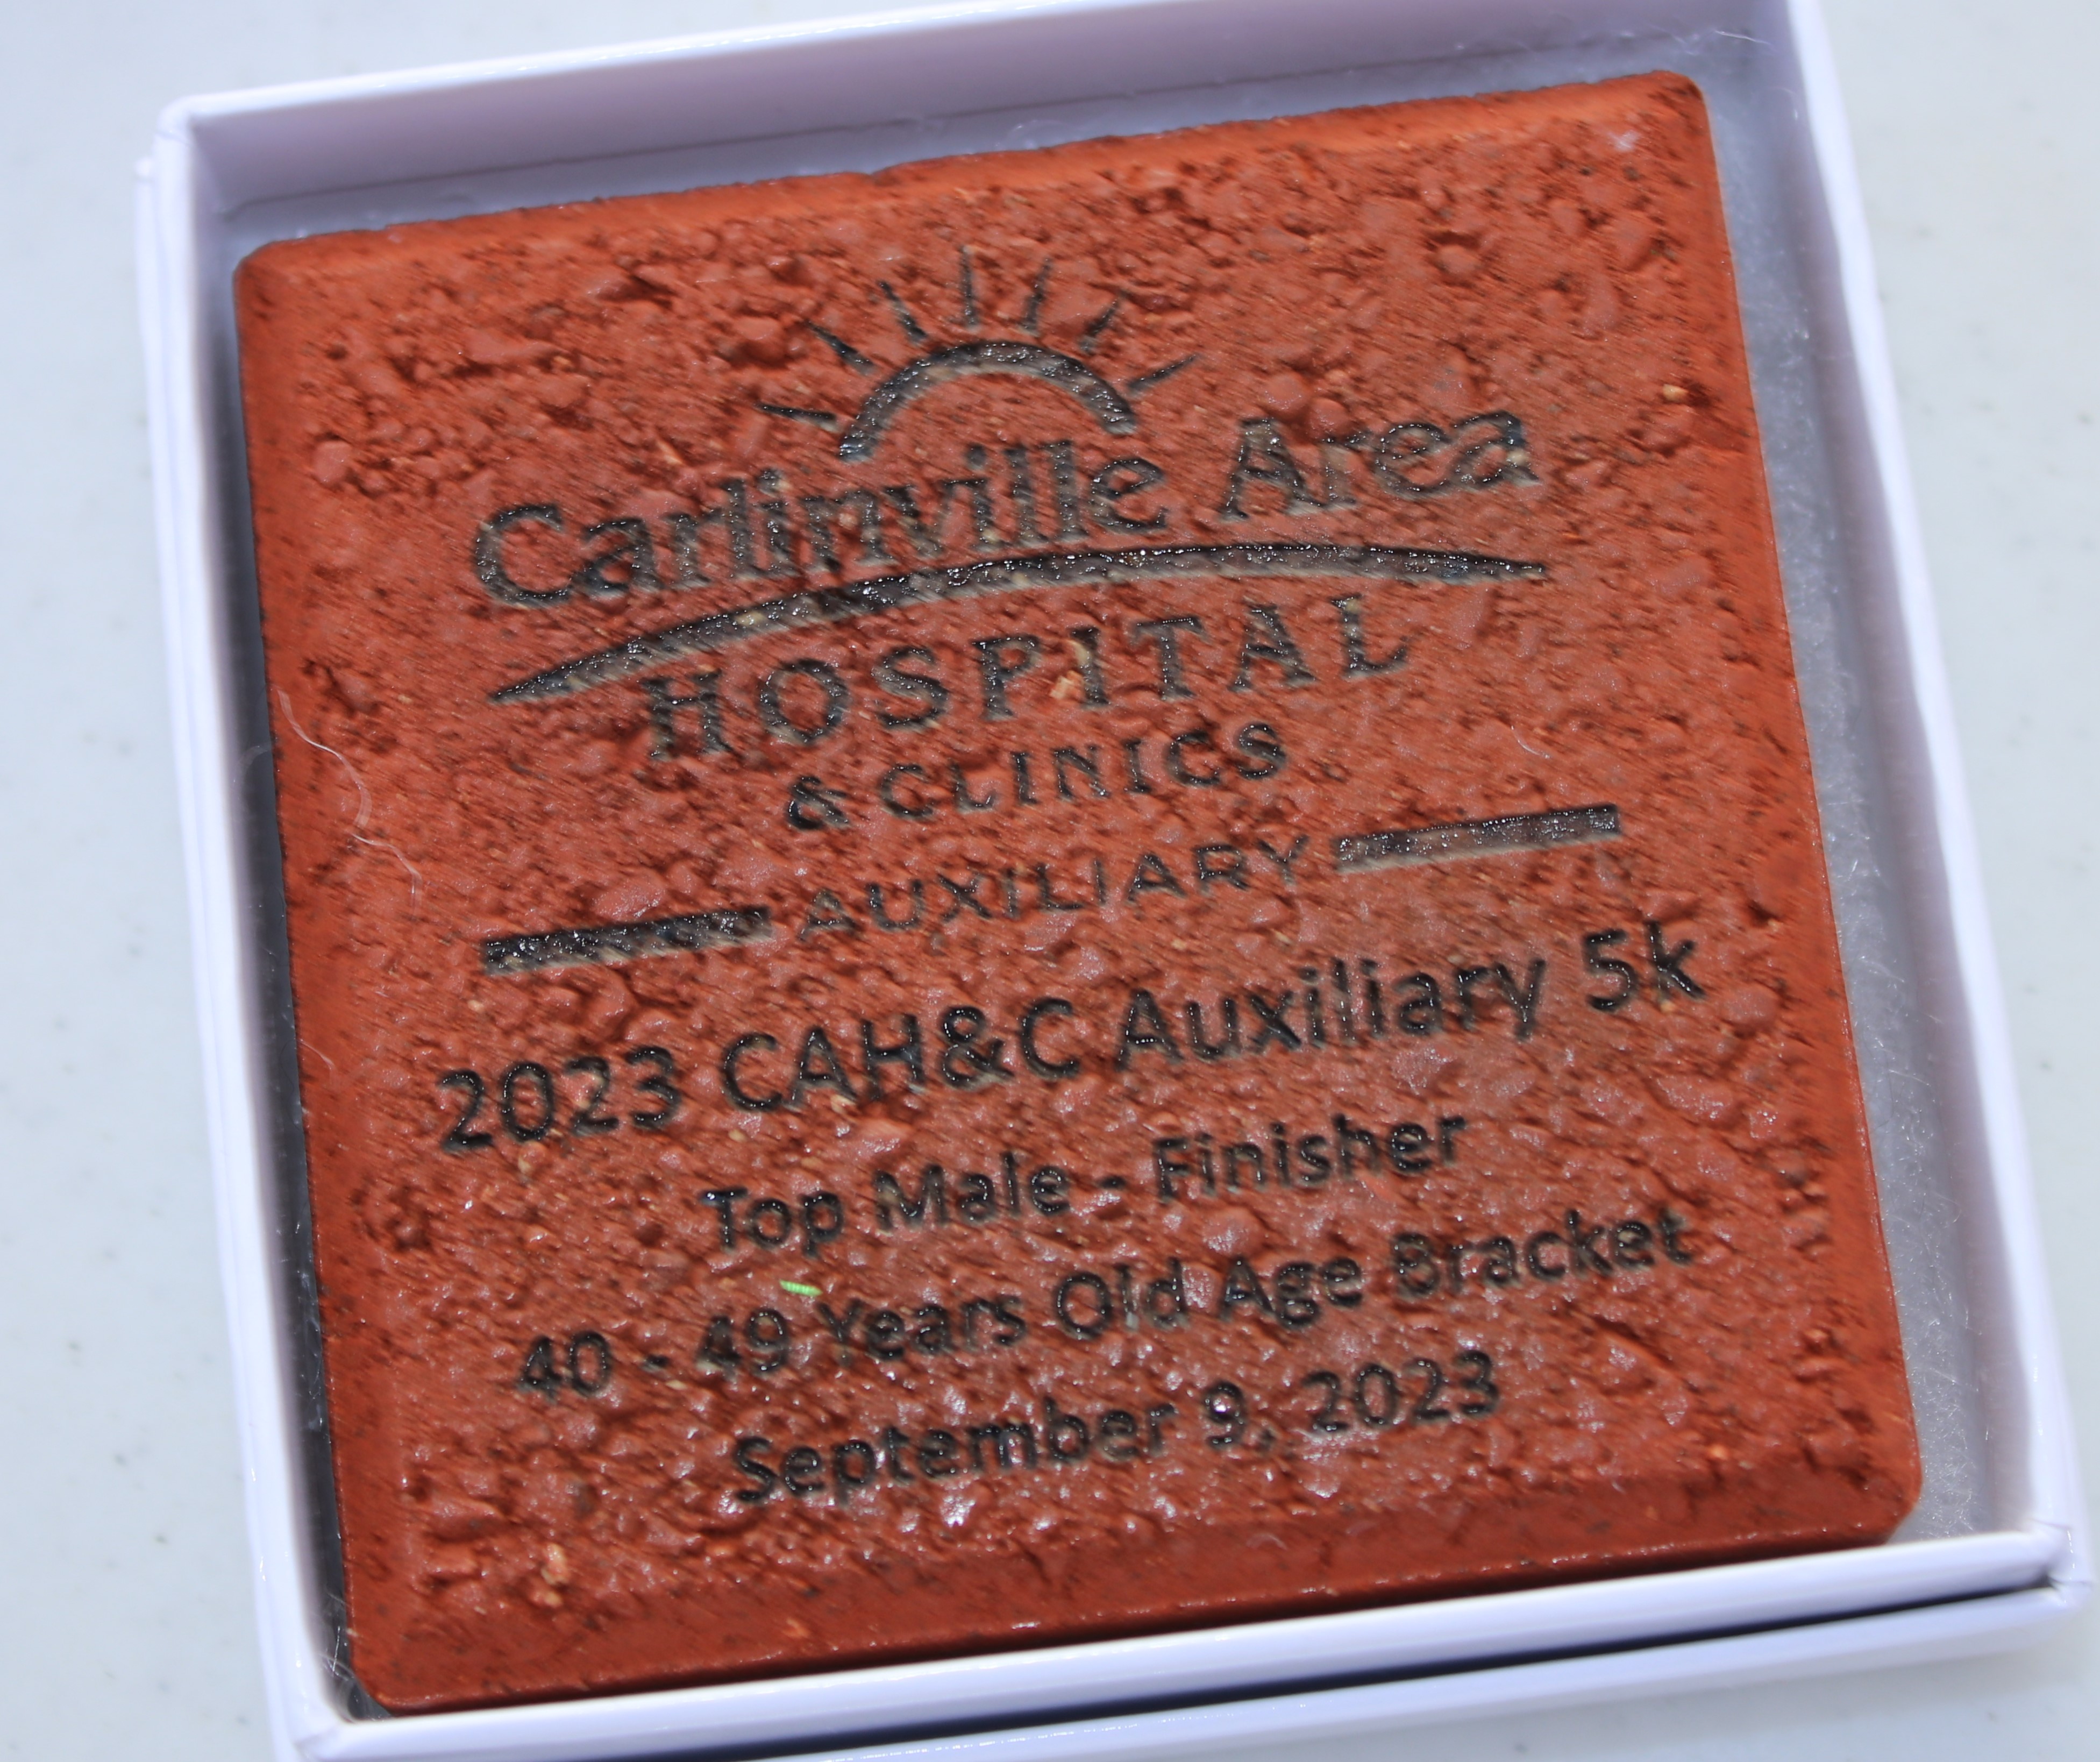 Carlinville Area
HOSPITAL
& CLINICS
AUXILIARY
2023 CAH&C Auxiliary 5k
Top Male - Finisher
40 - 49 Years Old Age Bracket
September 9, 2023